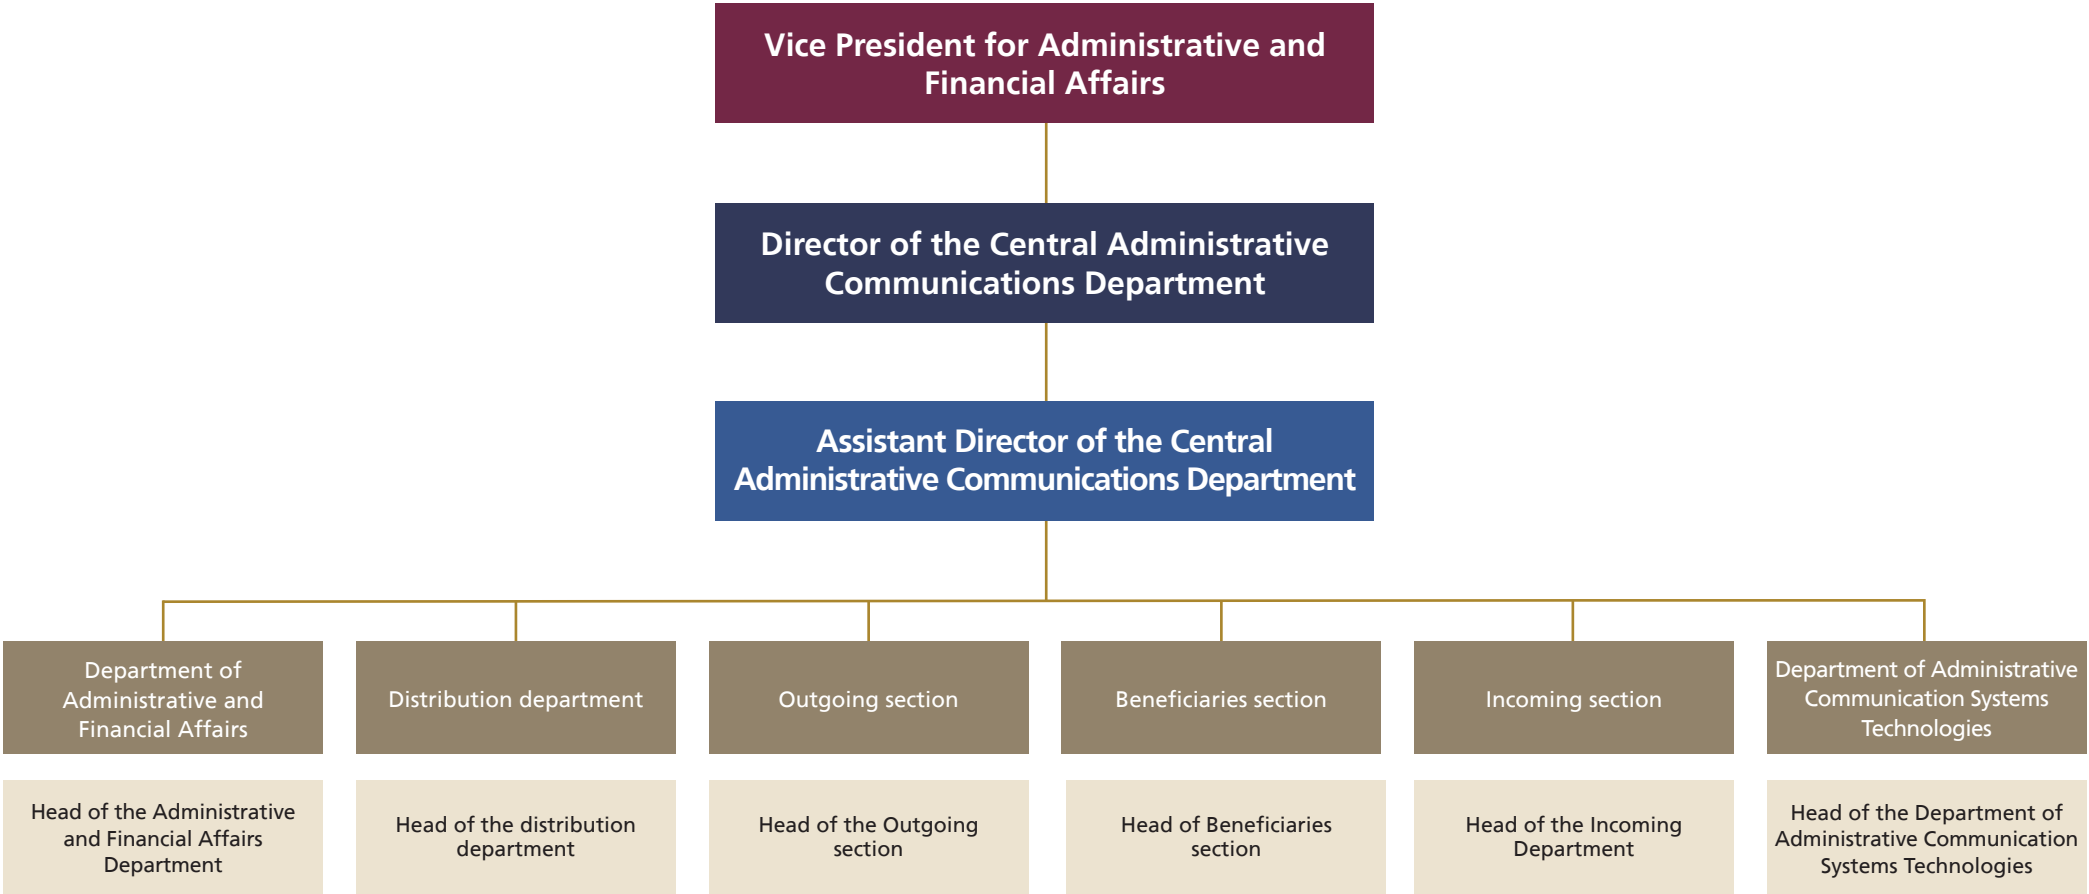 Vice President for Administrative and
Financial Affairs
Director of the Central Administrative
Communications Department
Assistant Director of the Central
Administrative Communications Department
Department of
Administrative and
Financial Affairs
Distribution department
Outgoing section
Beneficiaries section
Incoming section
Department of Administrative
Communication Systems
Technologies
Head of the Administrative
and Financial Affairs
Department
Head of the distribution
department
Head of the Outgoing
section
Head of Beneficiaries
section
Head of the Incoming
Department
Head of the Department of
Administrative Communication
Systems Technologies